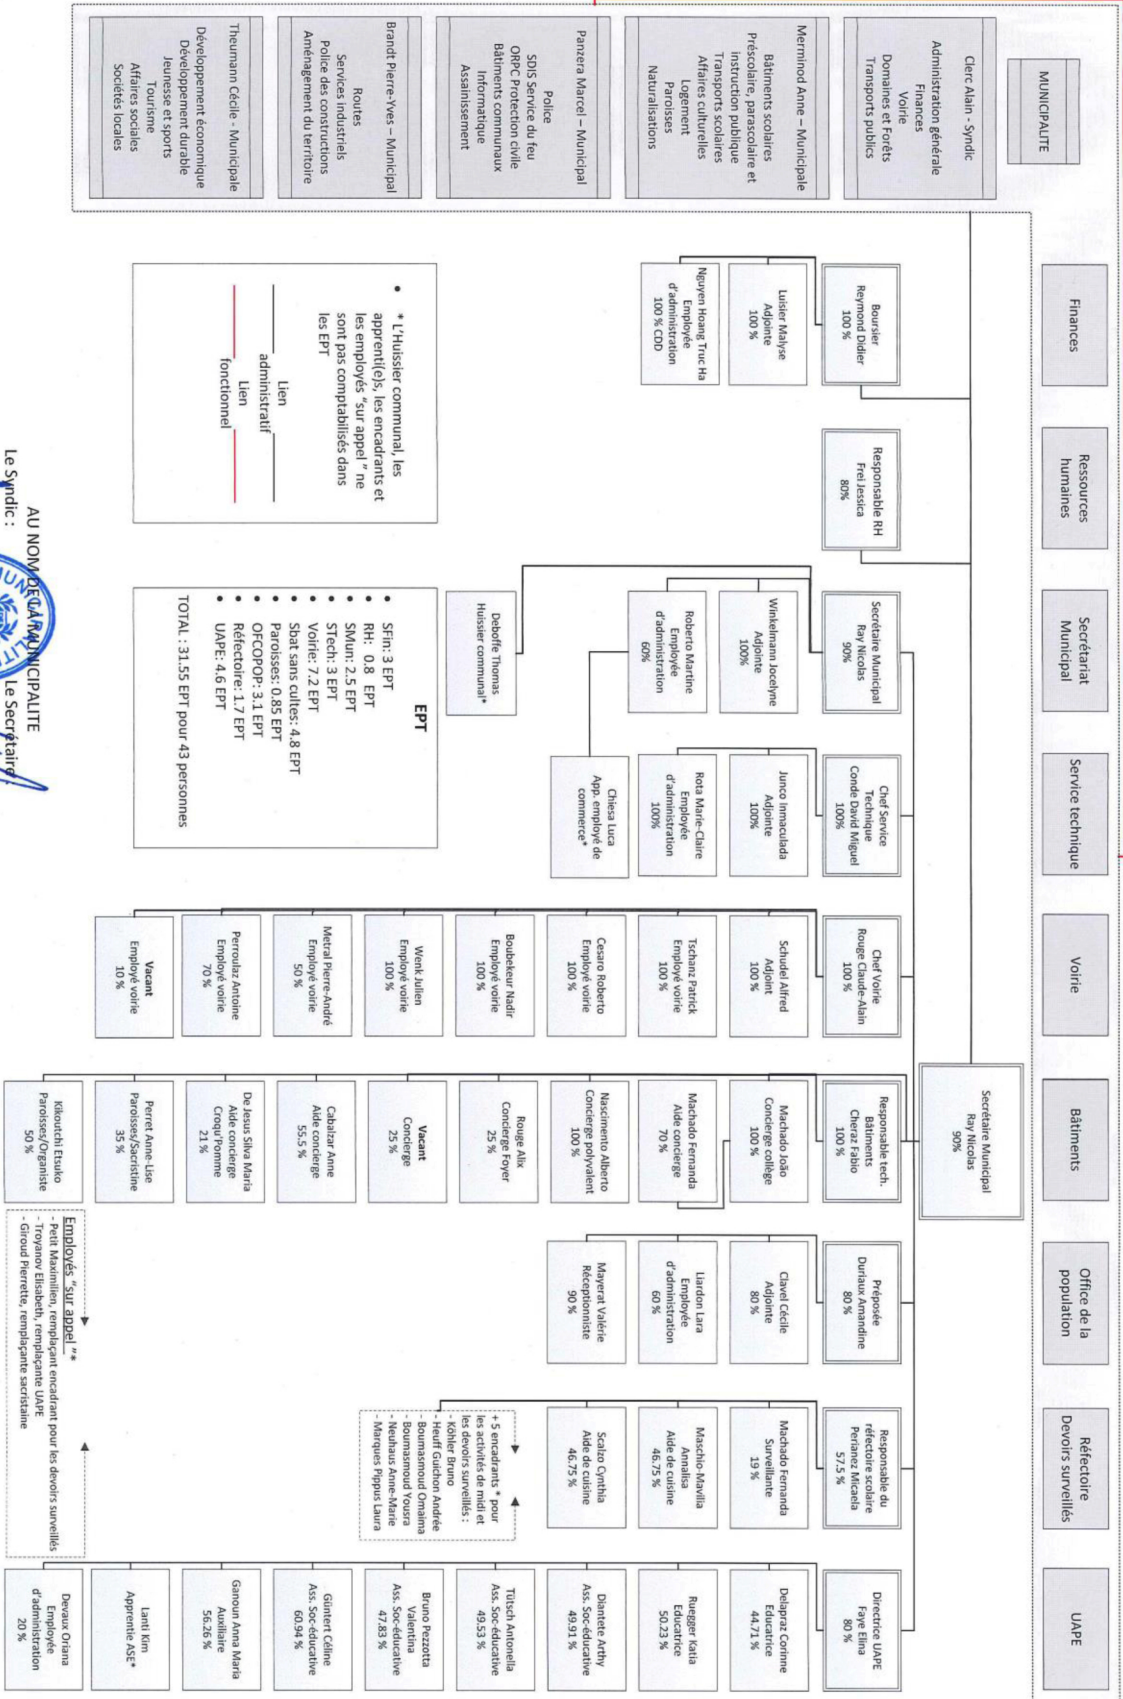 MUNICIPALITE
Clerc Alain - Syndic
Administration générale
Finances
Voirie
Domaines et Forêts
Transports publics
Merminod Anne – Municipale
Bâtiments scolaires
Préscolaire, parascolaire et
instruction publique
Transports scolaires
Affaires culturelles
Logement
Paroisses
Naturalisations
Panzera Marcel – Municipal
Police
SDIS Service du feu
ORPC Protection civile
Bâtiments communaux
Informatique
Assainissement
Brandt Pierre-Yves – Municipal
Routes
Services industriels
Police des constructions
Aménagement du territoire
Theumann Cécile - Municipale
Développement économique
Développement durable
Jeunesse et sports
Tourisme
Affaires sociales
Sociétés locales
Secrétaire Municipal
Ray Nicolas
90%
Finances
Boursier
Reymond Didier
100 %
Luisier Malyse
Adjointe
100 %
Nguyen Hoang Truc Ha
Employée
d'administration
100 % CDD
Ressources
humaines
Responsable RH
Frei Jessica
80%
Secrétariat
Municipal
Secrétaire Municipal
Ray Nicolas
90%
Winkelmann Jocelyne
Adjointe
100%
Roberto Martine
Employée
d'administration
60%
Deboffe Thomas
Huissier communal*
Service technique
Chef Service
Technique
Conde David Miguel
100%
Junco Inmaculada
Adjointe
100%
Rota Marie-Claire
Employée
d'administration
100%
Chiesa Luca
App. employé de
commerce*
Voirie
Chef Voirie
Rouge Claude-Alain
100 %
Schudel Alfred
Adjoint
100 %
Tschanz Patrick
Employé voirie
100 %
Cesaro Roberto
Employé voirie
100 %
Boubekeur Nadir
Employé voirie
100 %
Wenk Julien
Employé voirie
100 %
Metral Pierre-André
Employé voirie
50 %
Perroulaz Antoine
Employé voirie
70 %
Vacant
Employé voirie
10 %
Bâtiments
Responsable tech.
Bâtiments
Cheraz Fabio
100 %
Machado João
Concierge collège
100 %
Machado Fernanda
Aide concierge
70 %
Nascimento Alberto
Concierge polyvalent
100 %
Rouge Alix
Concierge Foyer
25 %
Vacant
Concierge
25 %
Cabalzar Anne
Aide concierge
55.5 %
De Jesus Silva Maria
Aide concierge
Croqu'Pomme
21 %
Perret Anne-Lise
Paroisses/Sacristine
35 %
Kikoutchi Etsuko
Paroisses/Organiste
50 %
Office de la
population
Préposée
Duriaux Amandine
80 %
Clavel Cécile
Adjointe
80 %
Liardon Lara
Employée
d'administration
60 %
Mayerat Valérie
Réceptionniste
90 %
Réfectoire
Devoirs surveillés
Responsable du
réfectoire scolaire
Perianez Micaela
57.5 %
Machado Fernanda
Surveillante
19 %
Maschio-Mavilia
Annalisa
Aide de cuisine
46.75 %
Scalzo Cynthia
Aide de cuisine
46.75 %
+ 5 encadrants * pour
les activités de midi et
les devoirs surveillés :
- Köhler Bruno
- Heuff Guichon Andrée
- Boumasmoud Omaima
- Boumasmoud Yousra
- Neuhaus Anne-Marie
- Marques Pippus Laura
UAPE
Directrice UAPE
Faye Elina
80 %
Delapraz Corinne
Educatrice
44.71 %
Ruegger Katia
Educatrice
50.23 %
Diantete Arthy
Ass. Soc-éducative
49.91 %
Tütsch Antonella
Ass. Soc-éducative
49.53 %
Bruno Pezzotta
Valentina
Ass. Soc-éducative
47.83 %
Güntert Céline
Ass. Soc-éducative
60.94 %
Ganoun Anna Maria
Auxiliaire
56.26 %
Lanti Kim
Apprentie ASE*
Devaux Oriana
Employée
d'administration
20 %
Employés "sur appel "*
- Petit Maximilien, remplaçant encadrant pour les devoirs surveillés
- Troyanov Elisabeth, remplaçante UAPE
- Giroud Pierrette, remplaçante sacristaine
• * L'Huissier communal, les
apprenti(e)s, les encadrants et
les employés "sur appel " ne
sont pas comptabilisés dans
les EPT
Lien
administratif
Lien
fonctionnel
EPT
• SFin: 3 EPT
• RH: 0.8 EPT
• SMun: 2.5 EPT
• STech: 3 EPT
• Voirie: 7.2 EPT
• Sbat sans cultes: 4.8 EPT
• Paroisses: 0.85 EPT
• OFCOPOP: 3.1 EPT
• Réfectoire: 1.7 EPT
• UAPE: 4.6 EPT
TOTAL : 31.55 EPT pour 43 personnes
AU NOM DE LA MUNICIPALITE
Le Syndic :
Le Secrétaire :